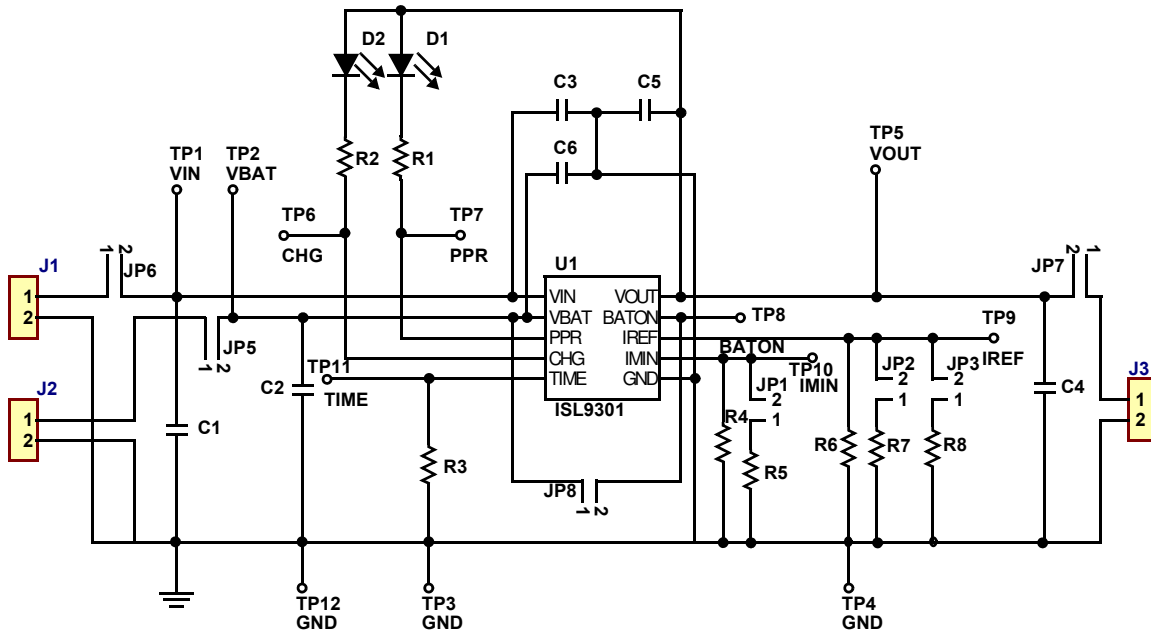 D2
D1
C3
C5
C6
R2
R1
TP1
VIN
TP2
VBAT
TP5
VOUT
TP6
CHG
TP7
PPR
J1
1
2
1
2
JP6
U1
VIN
VBAT
PPR
CHG
TIME
VOUT
BATON
IREF
IMIN
GND
ISL9301
JP7
2
1
TP8
BATON
TP9
IREF
TP10
IMIN
JP5
1
2
TP11
TIME
J2
1
2
C2
C1
R3
JP8
1
2
R4
JP1
2
1
R5
R6
JP2
2
1
R7
JP3
2
1
R8
C4
J3
1
2
TP12
GND
TP3
GND
TP4
GND